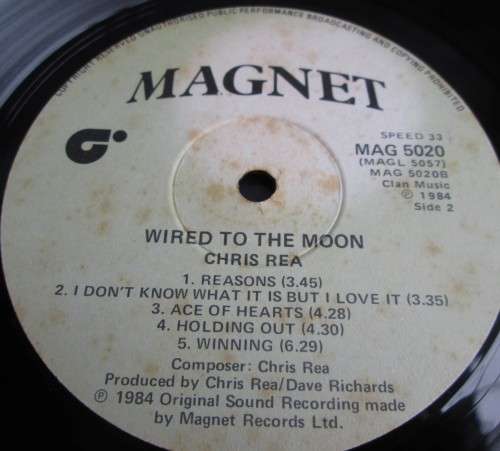 COPYRIGHT RESERVED UNAUTHORISED PUBLIC PERFORMANCE BROADCASTING AND COPYING OF THIS RECORD PROHIBITED
MAGNET
SPEED 33
MAG 5020
(MAGL 5057)
MAG 5020B
Clan Music
℗ 1984
Side 2
WIRED TO THE MOON
CHRIS REA
1. REASONS (3.45)
2. I DON'T KNOW WHAT IT IS BUT I LOVE IT (3.35)
3. ACE OF HEARTS (4.28)
4. HOLDING OUT (4.30)
5. WINNING (6.29)
Composer: Chris Rea
Produced by Chris Rea/Dave Richards
℗ 1984 Original Sound Recording made
by Magnet Records Ltd.